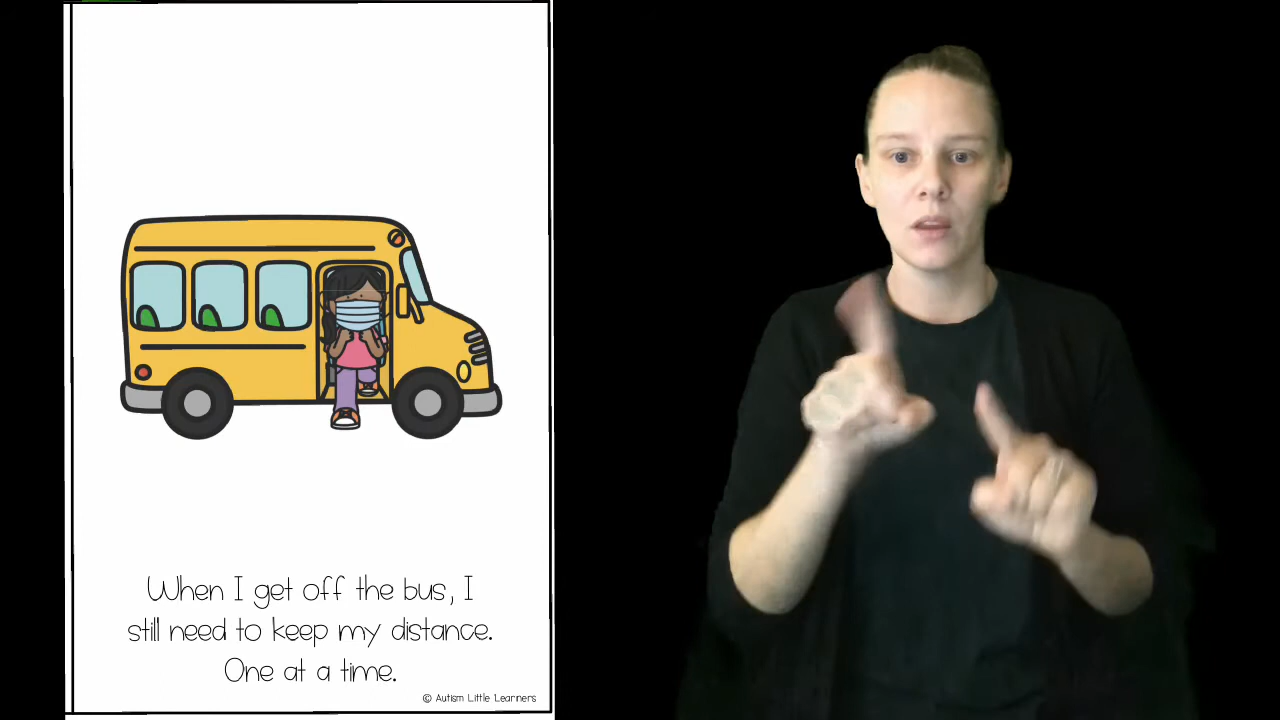 When I get off the bus, I
still need to keep my distance.
One at a time.
© Autism Little Learners